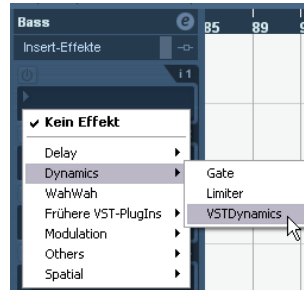 Bass
e
85 89 9
Insert-Effekte
i 1
Kein Effekt
Delay
Dynamics
WahWah
Frühere VST-PlugIns
Modulation
Others
Spatial
Gate
Limiter
VSTDynamics